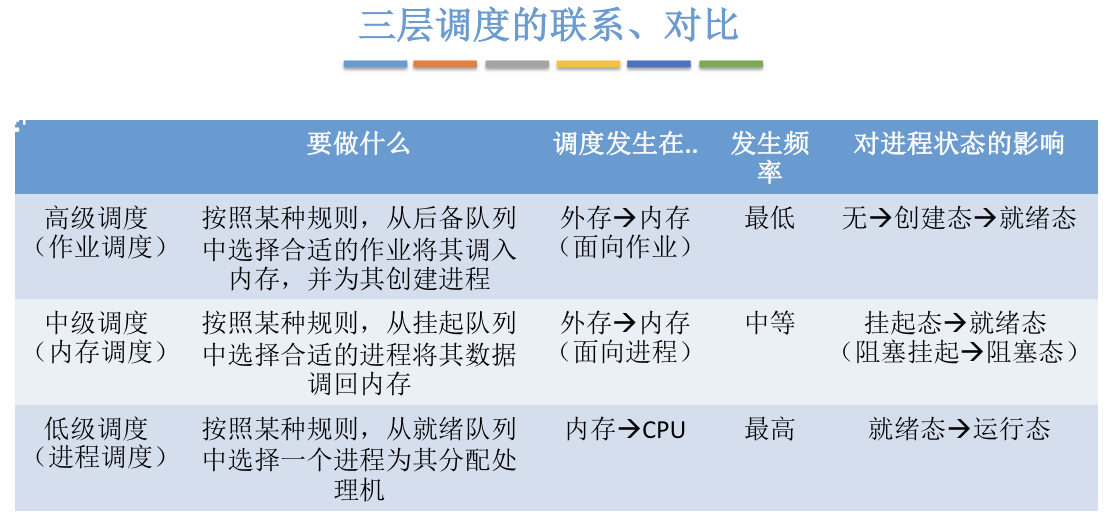 三层调度的联系、对比
要做什么
调度发生在..
发生频
率
对进程状态的影响
高级调度
（作业调度）
按照某种规则，从后备队列
中选择合适的作业将其调入
内存，并为其创建进程
外存→内存
（面向作业）
最低
无→创建态→就绪态
中级调度
（内存调度）
按照某种规则，从挂起队列
中选择合适的进程将其数据
调回内存
外存→内存
（面向进程）
中等
挂起态→就绪态
（阻塞挂起→阻塞态）
低级调度
（进程调度）
按照某种规则，从就绪队列
中选择一个进程为其分配处
理机
内存→CPU
最高
就绪态→运行态